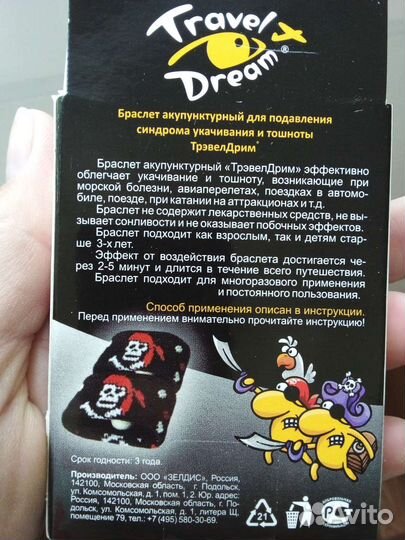 Travel
Dream®
Браслет акупунктурный для подавления
синдрома укачивания и тошноты
ТрэвелДрим
Браслет акупунктурный «ТрэвелДрим» эффективно
облегчает укачивание и тошноту, возникающие при
морской болезни, авиаперелетах, поездках в автомо-
биле, поезде, при катании на аттракционах и т.д.
Браслет не содержит лекарственных средств, не вы-
зывает сонливости и не оказывает побочных эффектов.
Браслет подходит как взрослым, так и детям стар-
ше 3-х лет.
Эффект от воздействия браслета достигается че-
рез 2-5 минут и длится в течение всего путешествия.
Браслет подходит для многоразового применения
и постоянного пользования.
Способ применения описан в инструкции.
Перед применением внимательно прочитайте инструкцию!
Срок годности: 3 года.
Производитель: ООО «ЗЕЛДИС», Россия,
142100, Московская область, г. Подольск,
ул. Комсомольская, д. 1, пом. 1, 2. Юр. адрес:
Россия, 142100, Московская область, г. По-
дольск, ул. Комсомольская, д. 1, литера Щ,
помещение 79, тел.: +7 (495) 580-30-69.
21
Avito